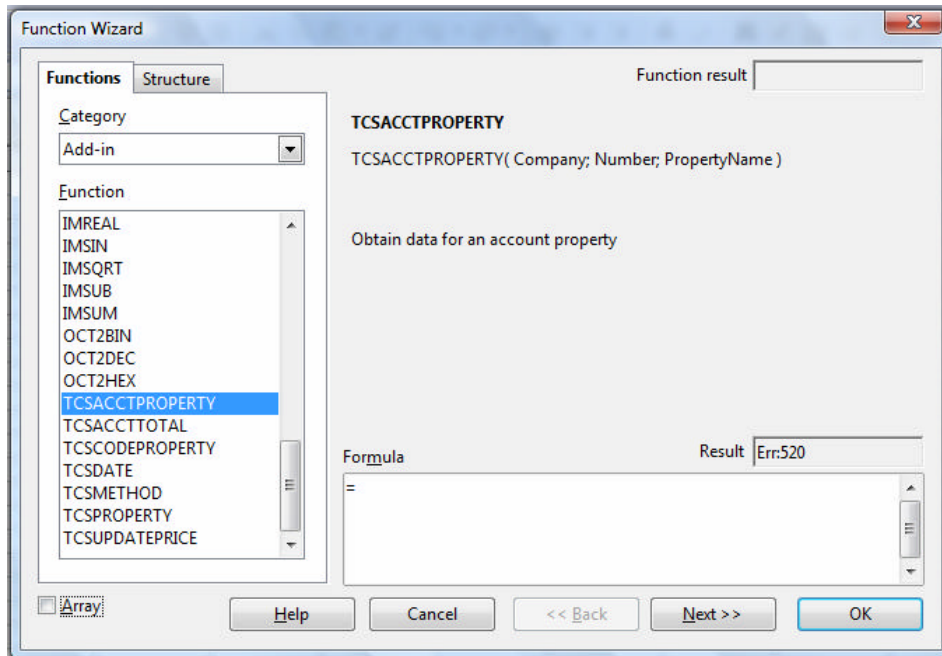 Function Wizard
Functions
Structure
Category
Add-in
Function
IMREAL
IMSIN
IMSQRT
IMSUB
IMSUM
OCT2BIN
OCT2DEC
OCT2HEX
TCSACCTPROPERTY
TCSACCTTOTAL
TCSCODEPROPERTY
TCSDATE
TCSMETHOD
TCSPROPERTY
TCSUPDATEPRICE
Function result
TCSACCTPROPERTY
TCSACCTPROPERTY( Company; Number; PropertyName )
Obtain data for an account property
Formula
Result Err:520
=
Array
Help
Cancel
<< Back
Next >>
OK